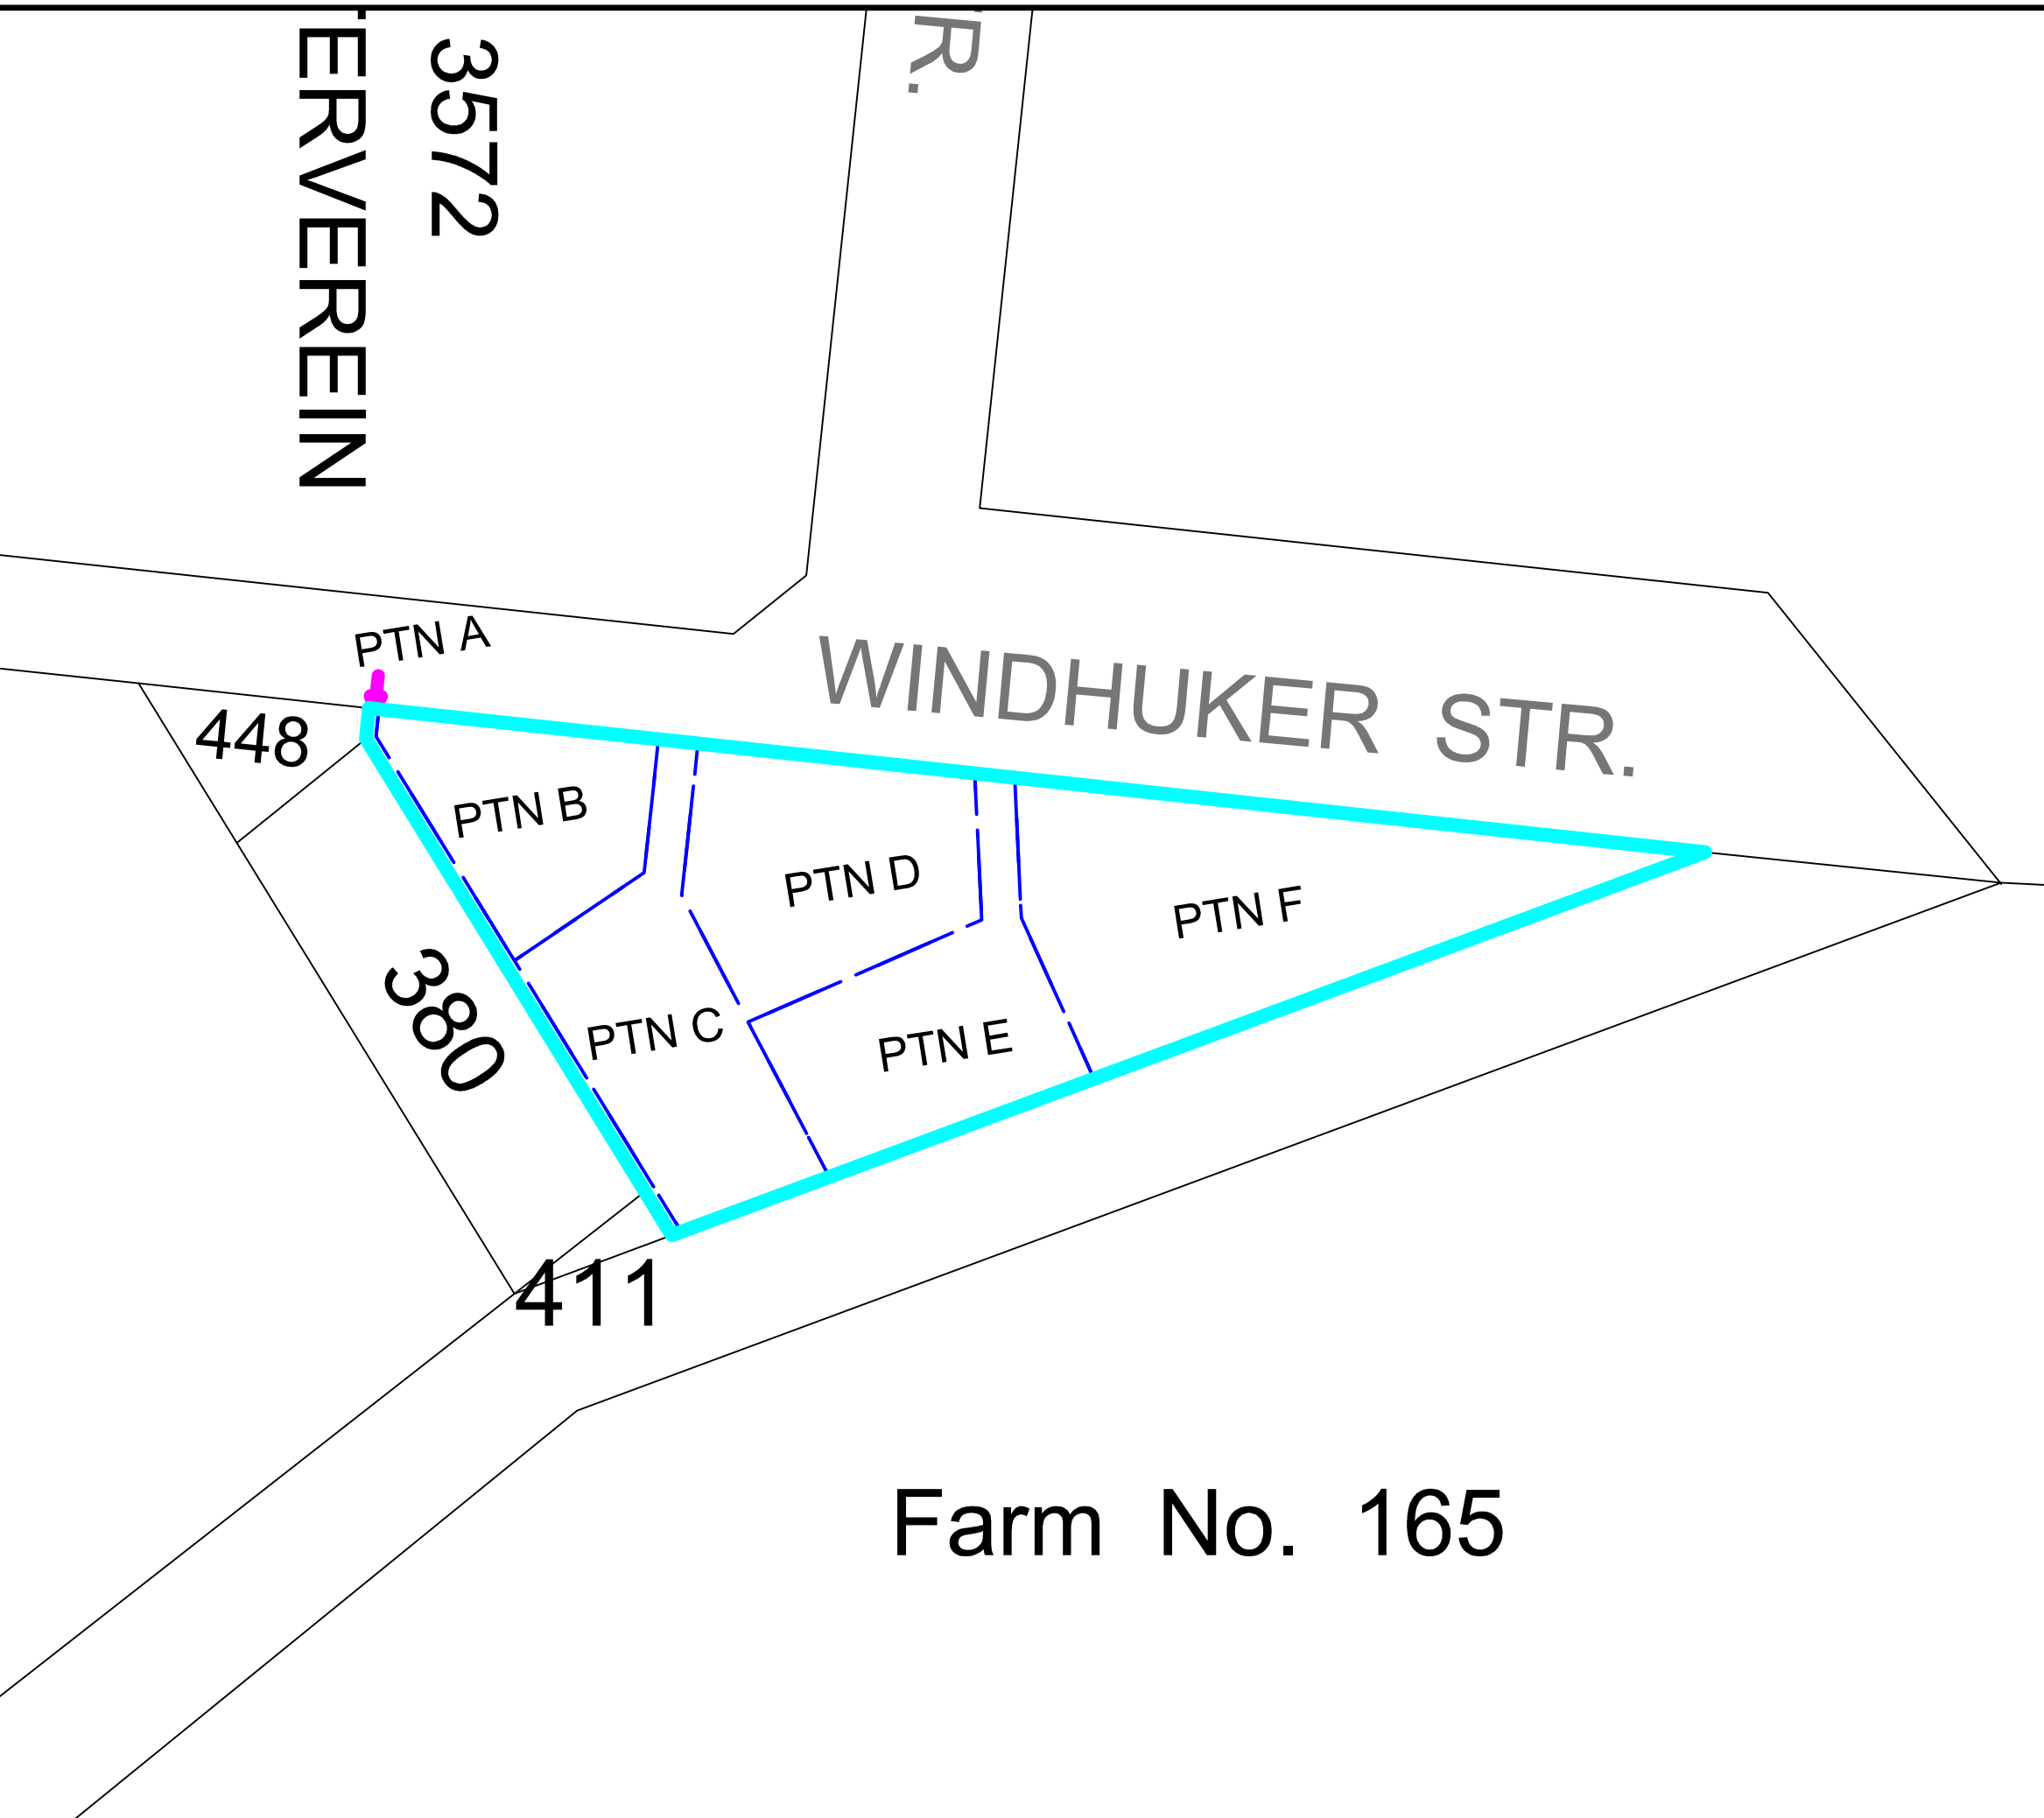 3572
ERVEREIN
R.
PTN A
WINDHUKER STR.
448
PTN B
PTN D
PTN F
380
PTN C
PTN E
411
Farm No. 165